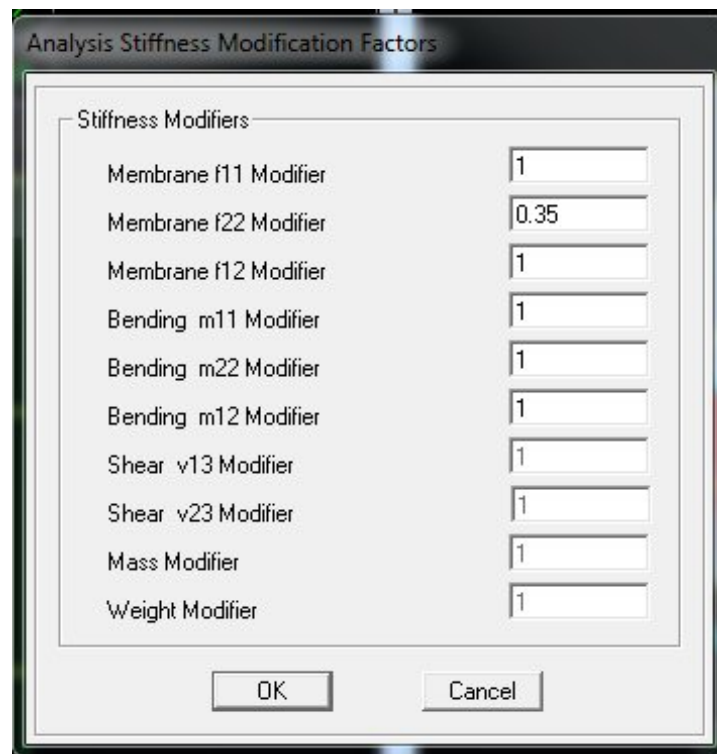 Analysis Stiffness Modification Factors
Stiffness Modifiers
Membrane f11 Modifier 1
Membrane f22 Modifier 0.35
Membrane f12 Modifier 1
Bending m11 Modifier 1
Bending m22 Modifier 1
Bending m12 Modifier 1
Shear v13 Modifier 1
Shear v23 Modifier 1
Mass Modifier 1
Weight Modifier 1
OK Cancel